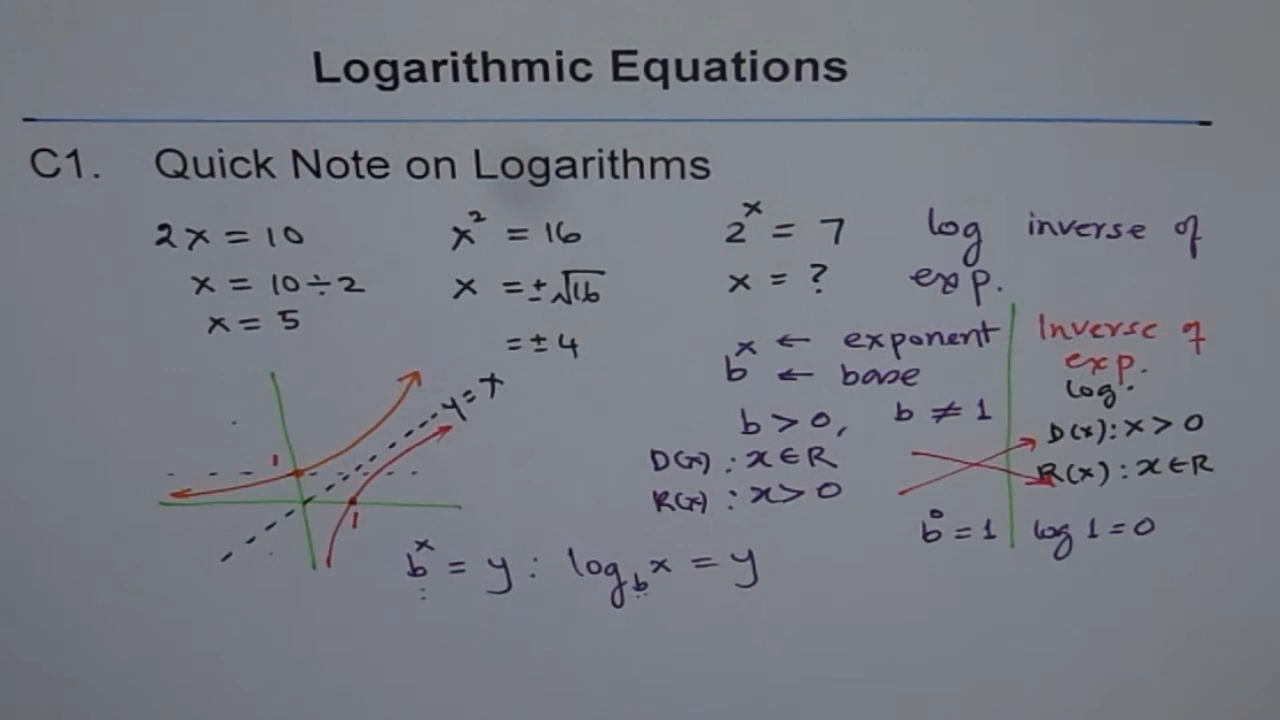 Logarithmic Equations
C1. Quick Note on Logarithms
2x = 10
x = 10 ÷ 2
x = 5
x² = 16
x = ±√16
= ± 4
2ˣ = 7
x = ?
log inverse of
exp.
bˣ
x ← exponent
b ← base
b > 0, b ≠ 1
D(x) : x ∈ R
R(x) : x > 0
Inverse of
exp.
log.
D(x) : x > 0
R(x) : x ∈ R
b⁰ = 1
log 1 = 0
y = x
1
1
bˣ = y : log_b x = y